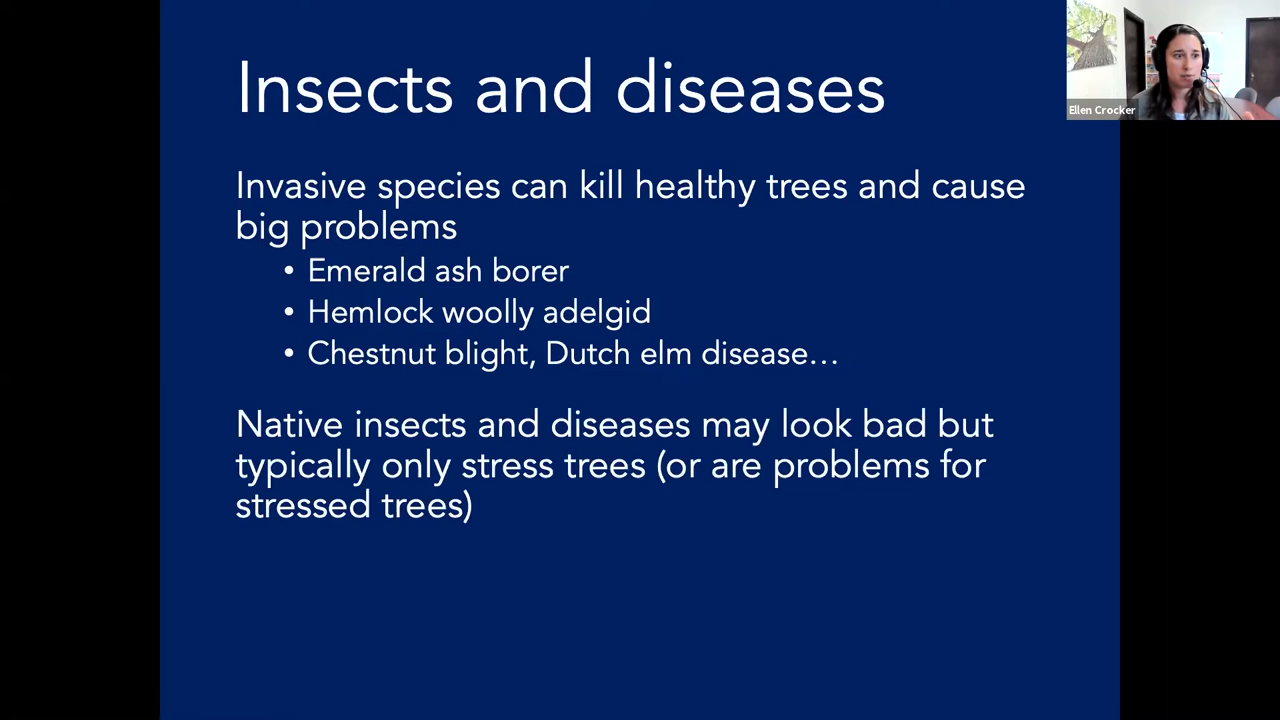 Insects and diseases
Ellen Crocker
Invasive species can kill healthy trees and cause
big problems
• Emerald ash borer
• Hemlock woolly adelgid
• Chestnut blight, Dutch elm disease…
Native insects and diseases may look bad but
typically only stress trees (or are problems for
stressed trees)